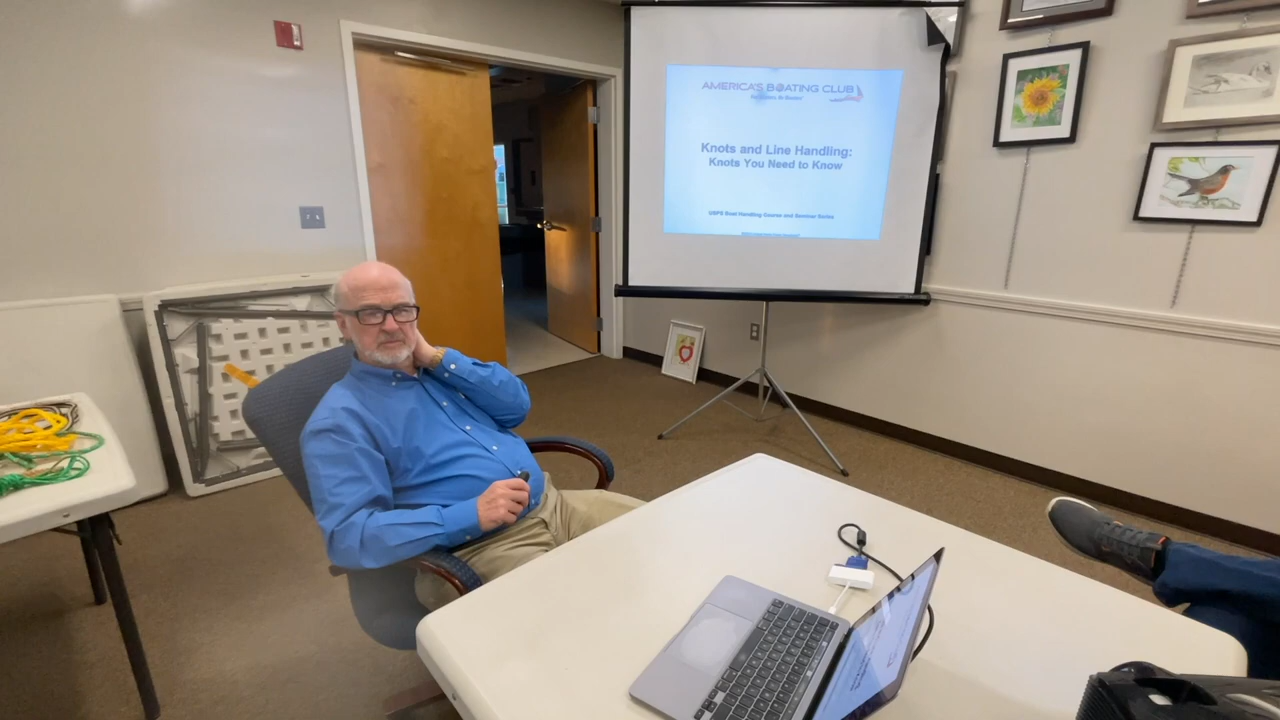 AMERICA'S BOATING CLUB
Knots and Line Handling:
Knots You Need to Know
USPS Boat Handling Course and Seminar Series